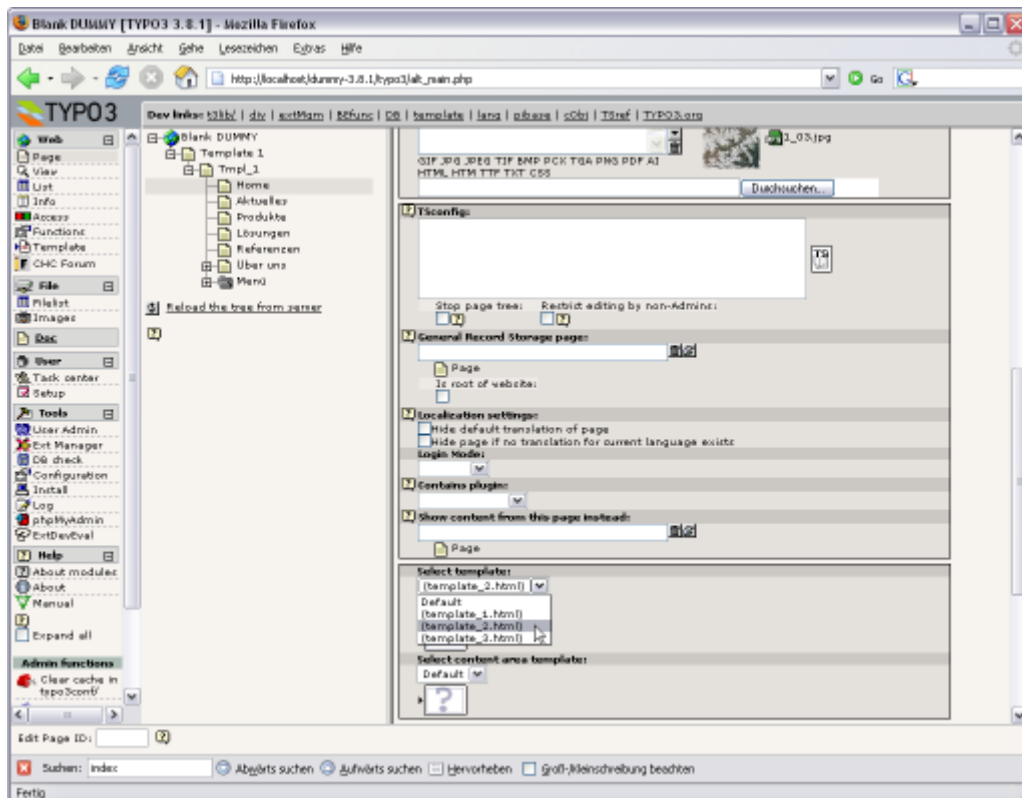 Blank DUMMY [TYPO3 3.8.1] - Mozilla Firefox
Datei Bearbeiten Ansicht Gehe Lesezeichen Extras Hilfe
http://localhost/dummy-3.8.1/typo3/alt_main.php
Go
TYPO3
Dev links: t3lib/ | div | extMgm | BEfunc | DB | template | lang | pibase | cObj | TSref | TYPO3.org
Web
Page
View
List
Info
Access
Functions
Template
CHC Forum
File
Filelist
Images
Doc
User
Task center
Setup
Tools
User Admin
Ext Manager
DB check
Configuration
Install
Log
phpMyAdmin
ExtDevEval
Help
About modules
About
Manual
Expand all
Admin functions
Clear cache in
typo3conf/
Blank DUMMY
Template 1
Tmpl_1
Home
Aktuelles
Produkte
Lösungen
Referenzen
Über uns
Menü
Reload the tree from server
1_03.jpg
GIF JPG JPEG TIF BMP PCX TGA PNG PDF AI
HTML HTM TTF TXT CSS
Durchsuchen...
TSconfig:
TS
Stop page tree: Restrict editing by non-Admins:
General Record Storage page:
Page
Is root of website:
Localization settings:
Hide default translation of page
Hide page if no translation for current language exists
Login Mode:
Contains plugin:
Show content from this page instead:
Page
Select template:
(template_2.html)
Default
(template_1.html)
(template_2.html)
(template_3.html)
Select content area template:
Default
?
Edit Page ID:
Suchen: index Abwärts suchen Aufwärts suchen Hervorheben Groß-/Kleinschreibung beachten
Fertig